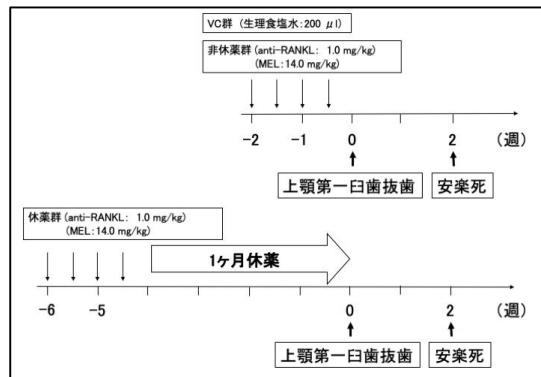 VC群 (生理食塩水:200 μl)
非休薬群 (anti-RANKL: 1.0 mg/kg)
(MEL:14.0 mg/kg)
-2 -1 0 2 (週)
上顎第一臼歯抜歯 安楽死
休薬群 (anti-RANKL: 1.0 mg/kg)
(MEL:14.0 mg/kg)
1ヶ月休薬
-6 -5 0 2 (週)
上顎第一臼歯抜歯 安楽死